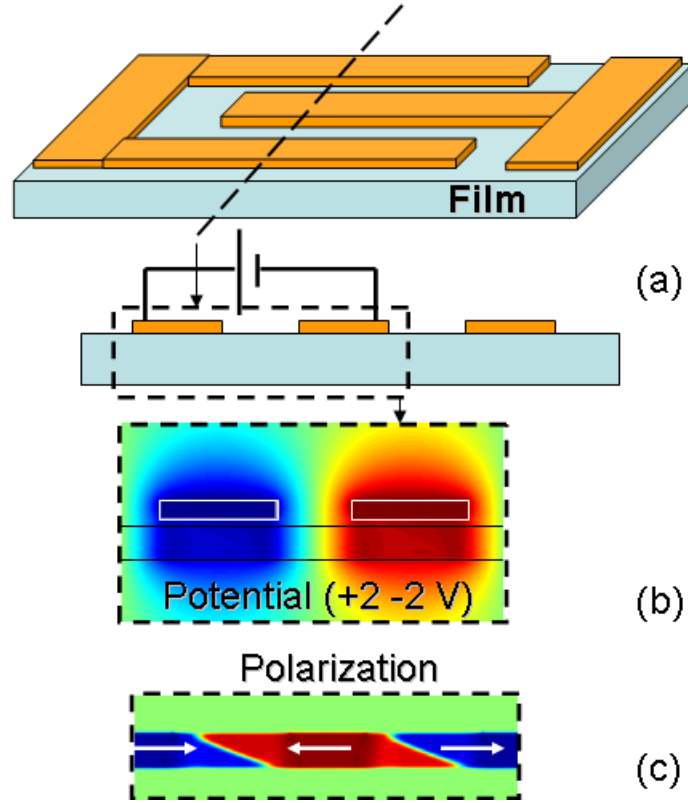 Film
(a)
Potential (+2 -2 V)
(b)
Polarization
(c)